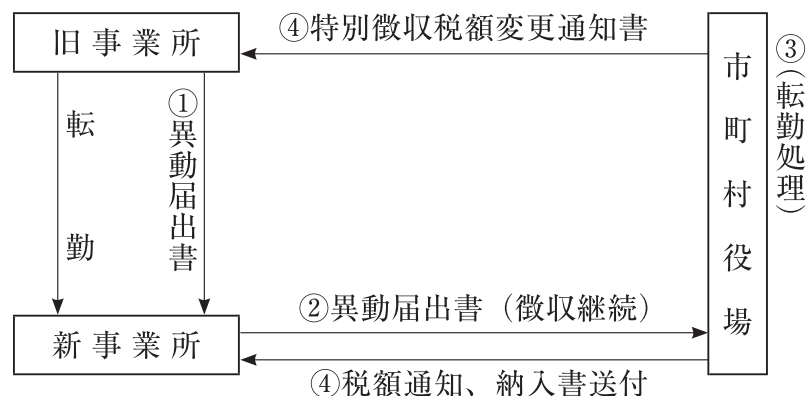 旧事業所
④特別徴収税額変更通知書
市町村役場
③(転勤処理)
転勤
①異動届出書
新事業所
②異動届出書(徴収継続)
④税額通知、納入書送付